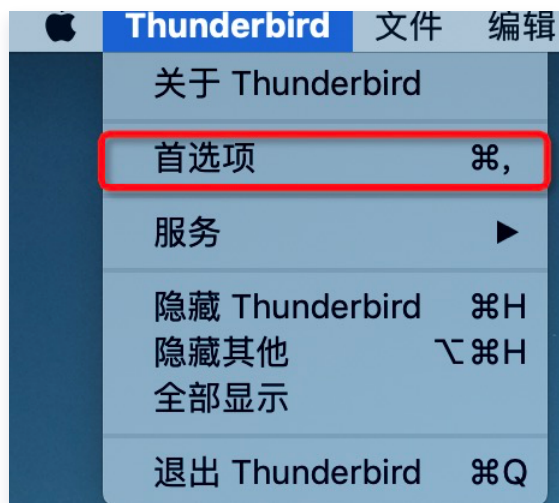 Thunderbird 文件 编辑
关于 Thunderbird
首选项 ⌘,
服务 ▶
隐藏 Thunderbird ⌘H
隐藏其他 ⌥⌘H
全部显示
退出 Thunderbird ⌘Q